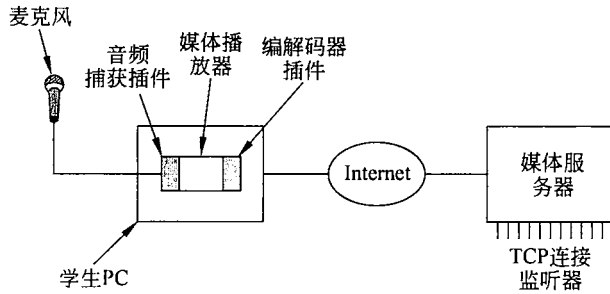 麦克风
音频
捕获插件
媒体播
放器
编解码器
插件
Internet
媒体服
务器
学生PC
TCP连接
监听器